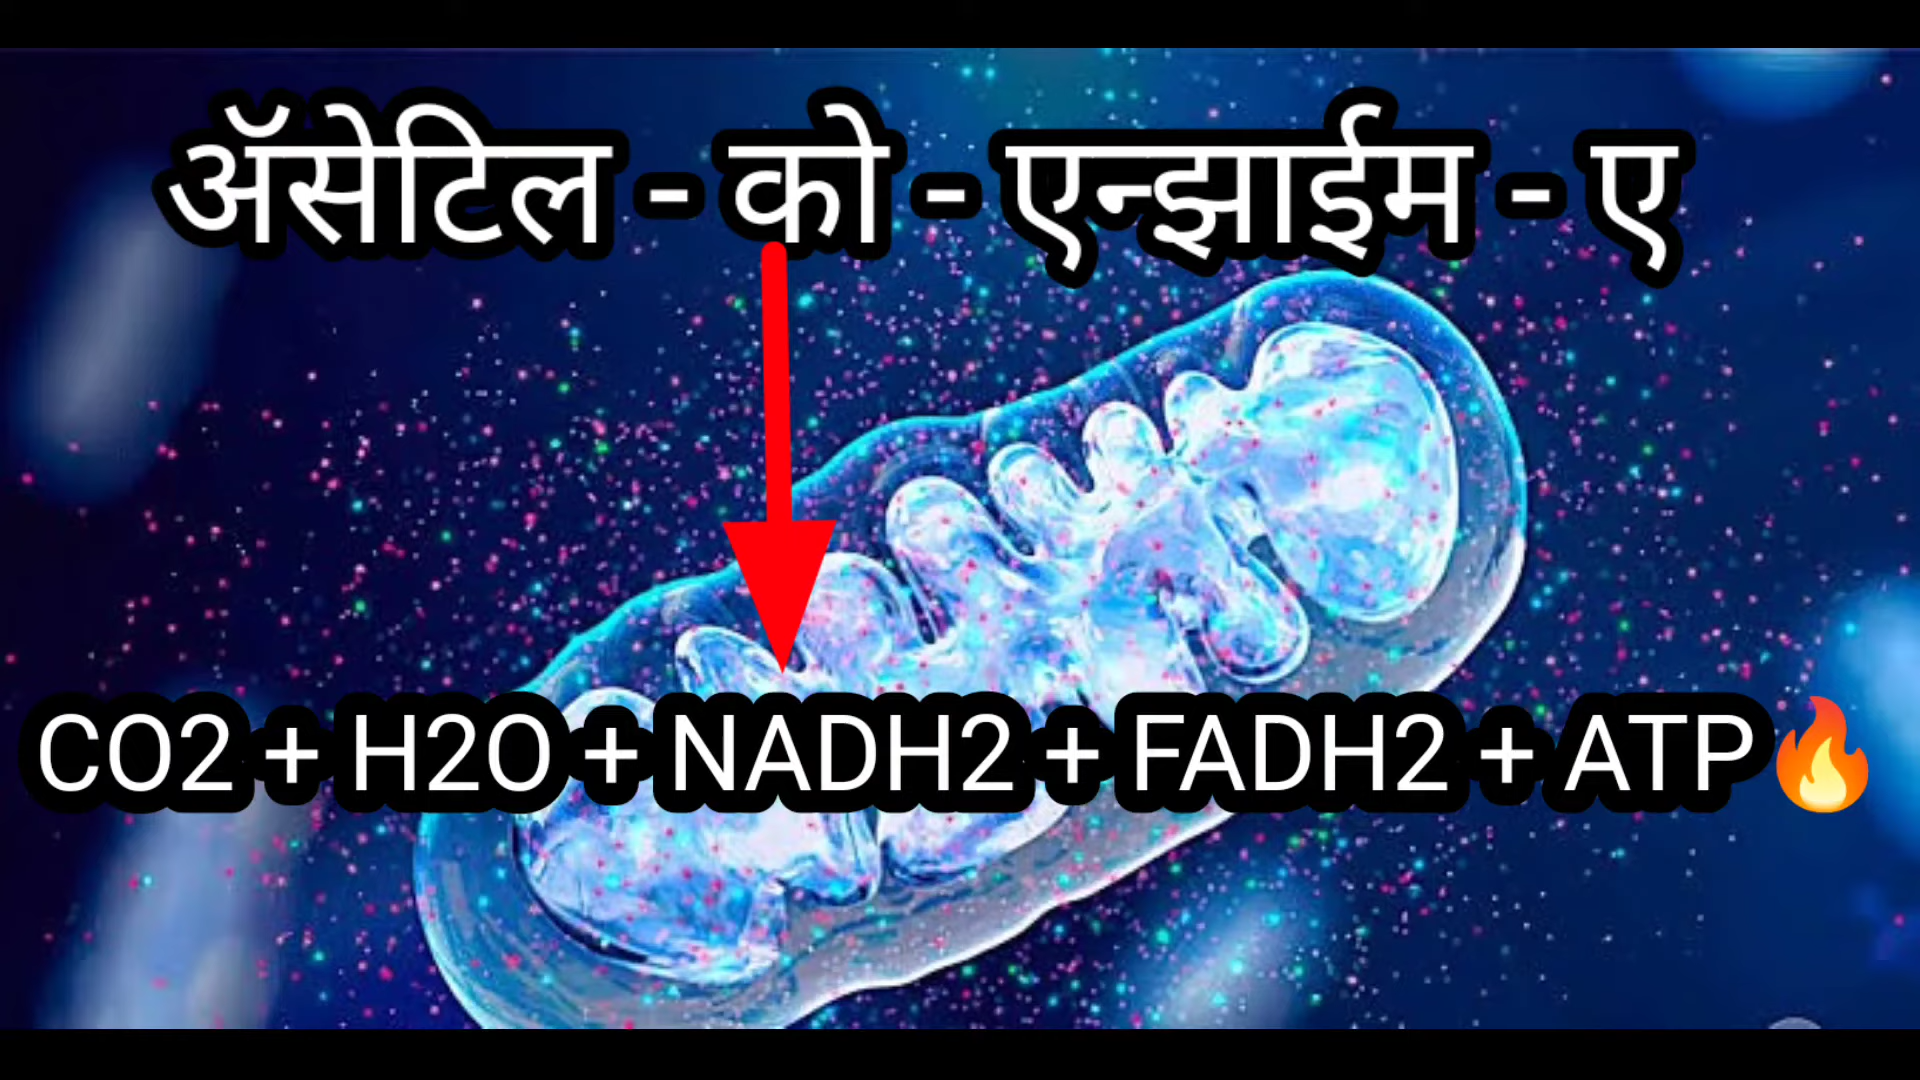 ॲसेटिल - को - एन्झाईम - ए
CO2 + H2O + NADH2 + FADH2 + ATP🔥